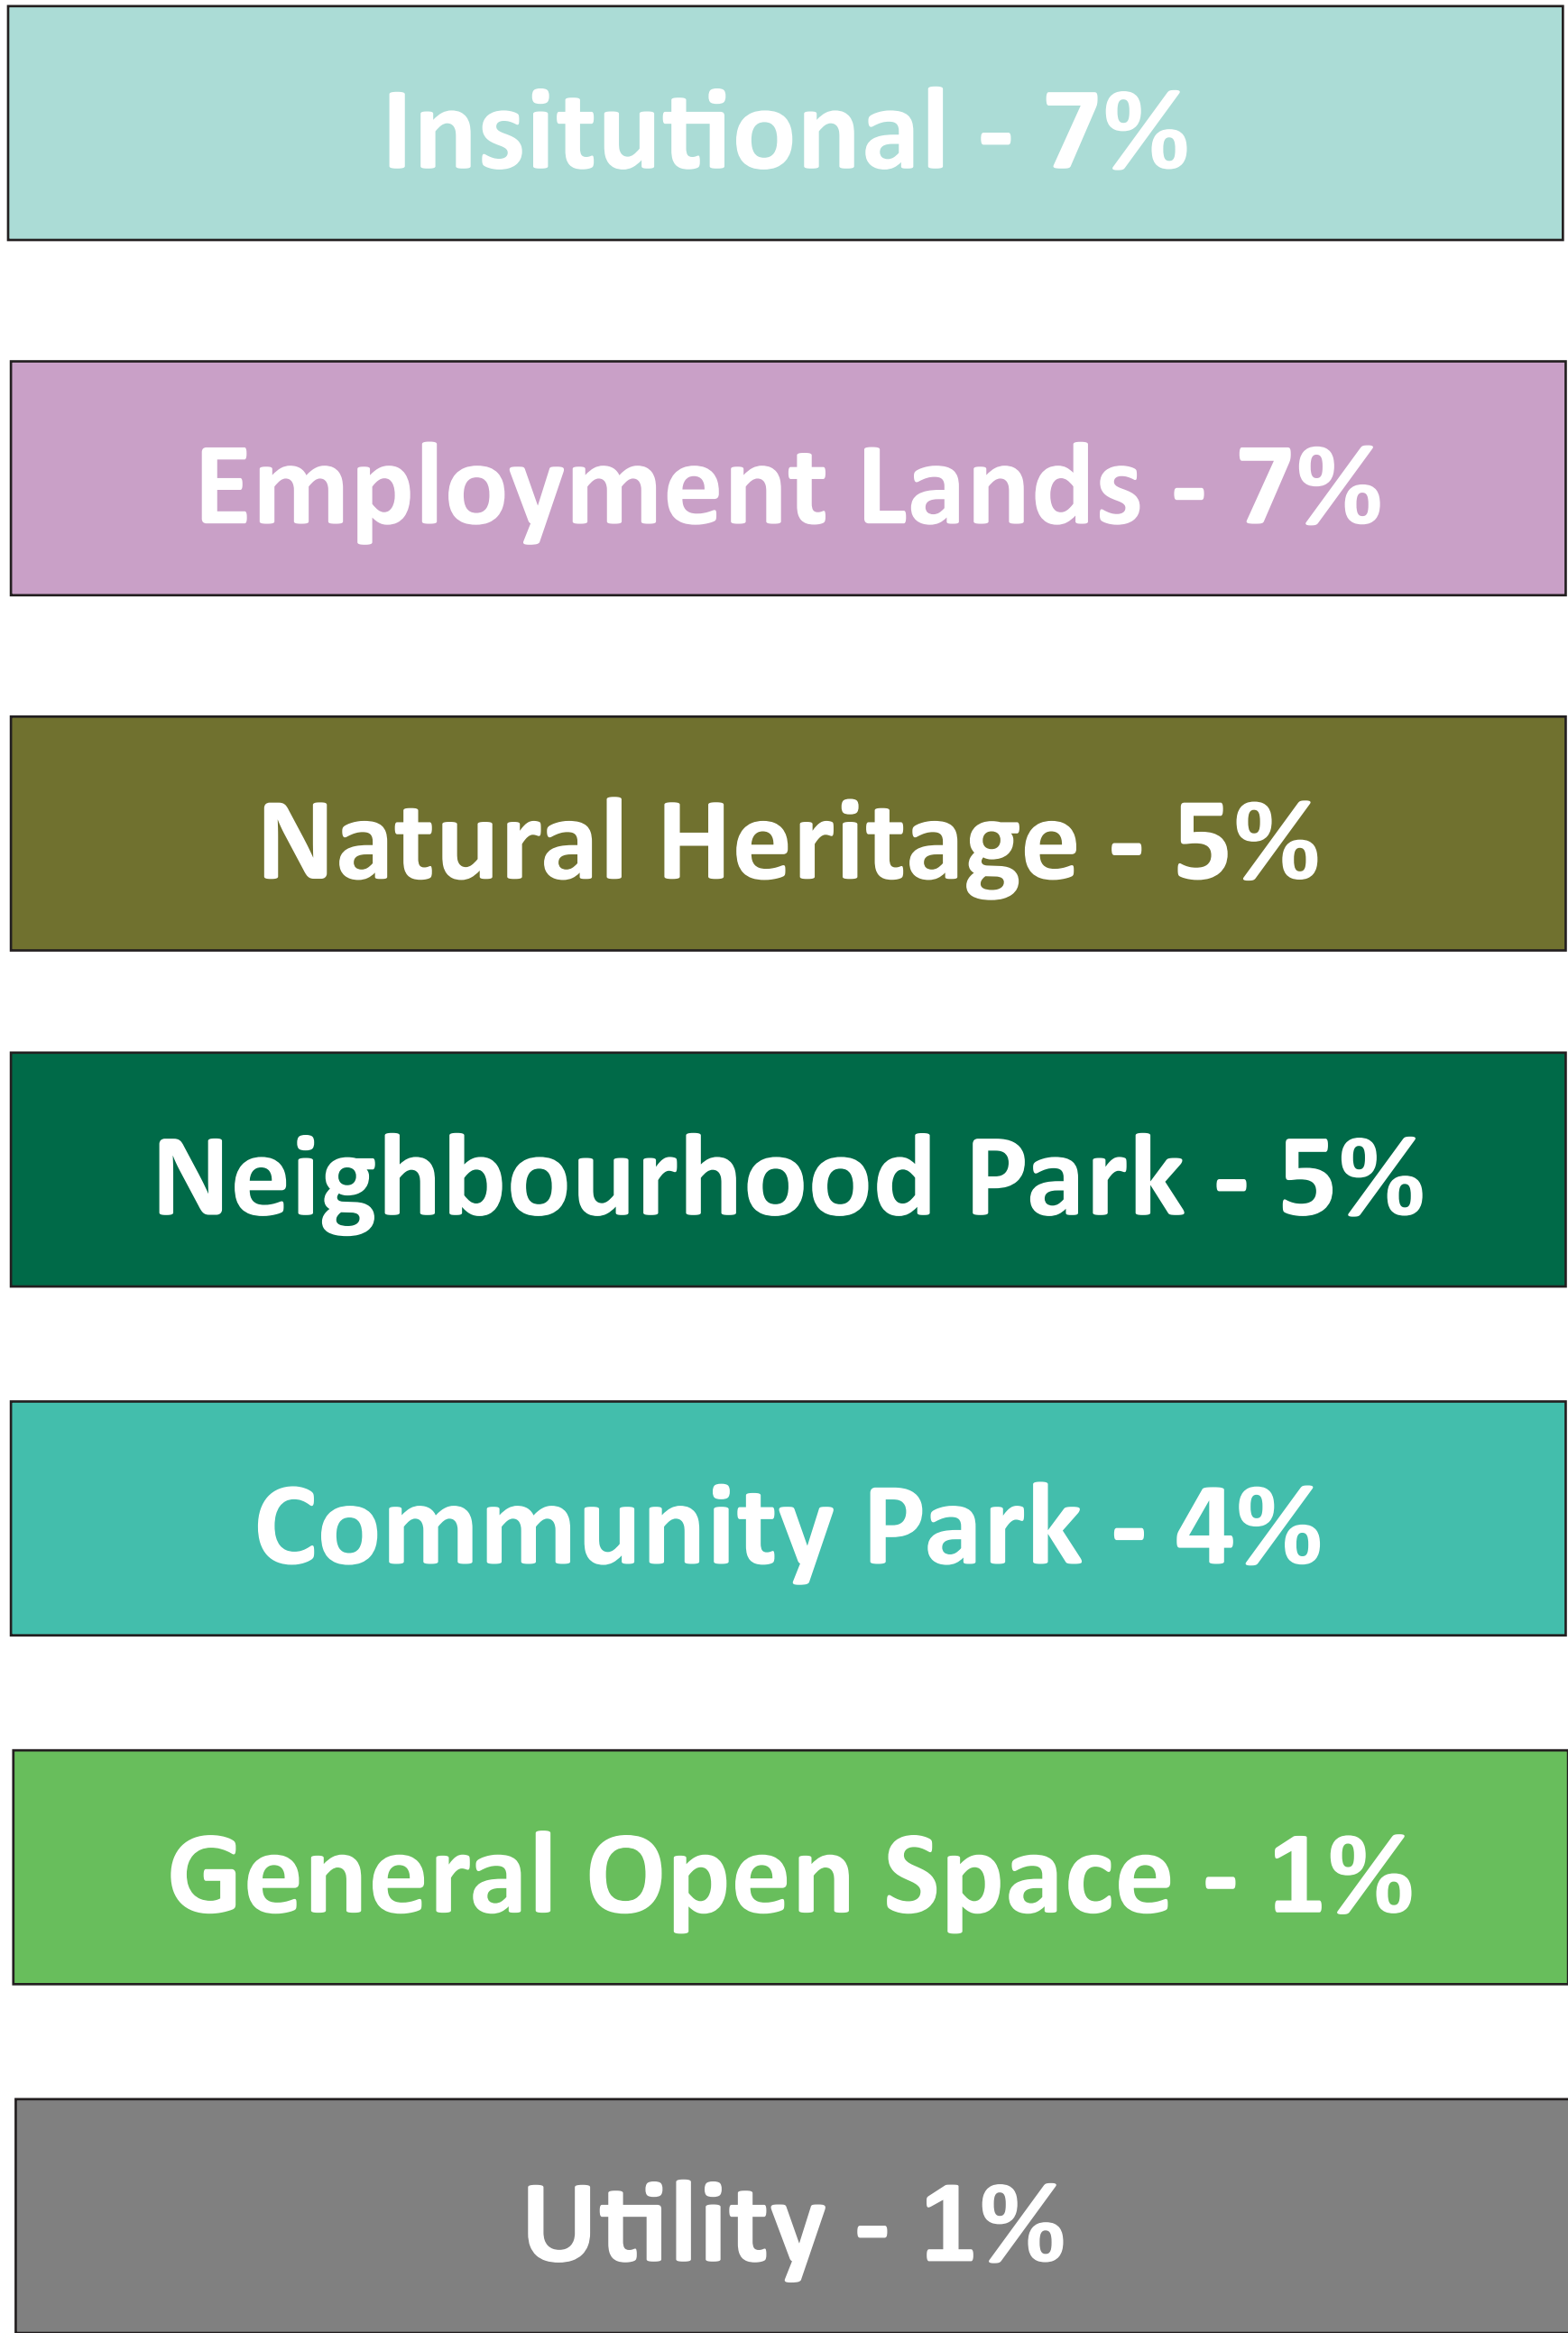 Insitutional - 7%
Employment Lands - 7%
Natural Heritage - 5%
Neighbourhood Park -  5%
Community Park - 4%
General Open Space - 1%
Utility - 1%